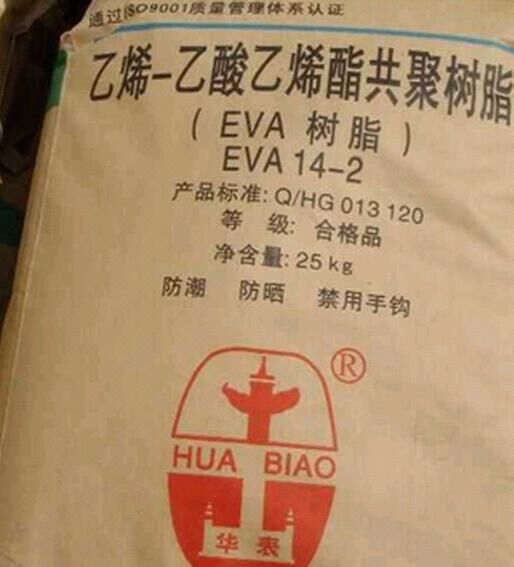 通过ISO9001质量管理体系认证
乙烯-乙酸乙烯酯共聚树脂
( EVA 树脂 )
EVA 14-2
产品标准: Q/HG 013 120
等 级: 合格品
净含量: 25 kg
防潮 防晒 禁用手钩
®
HUA BIAO
华表